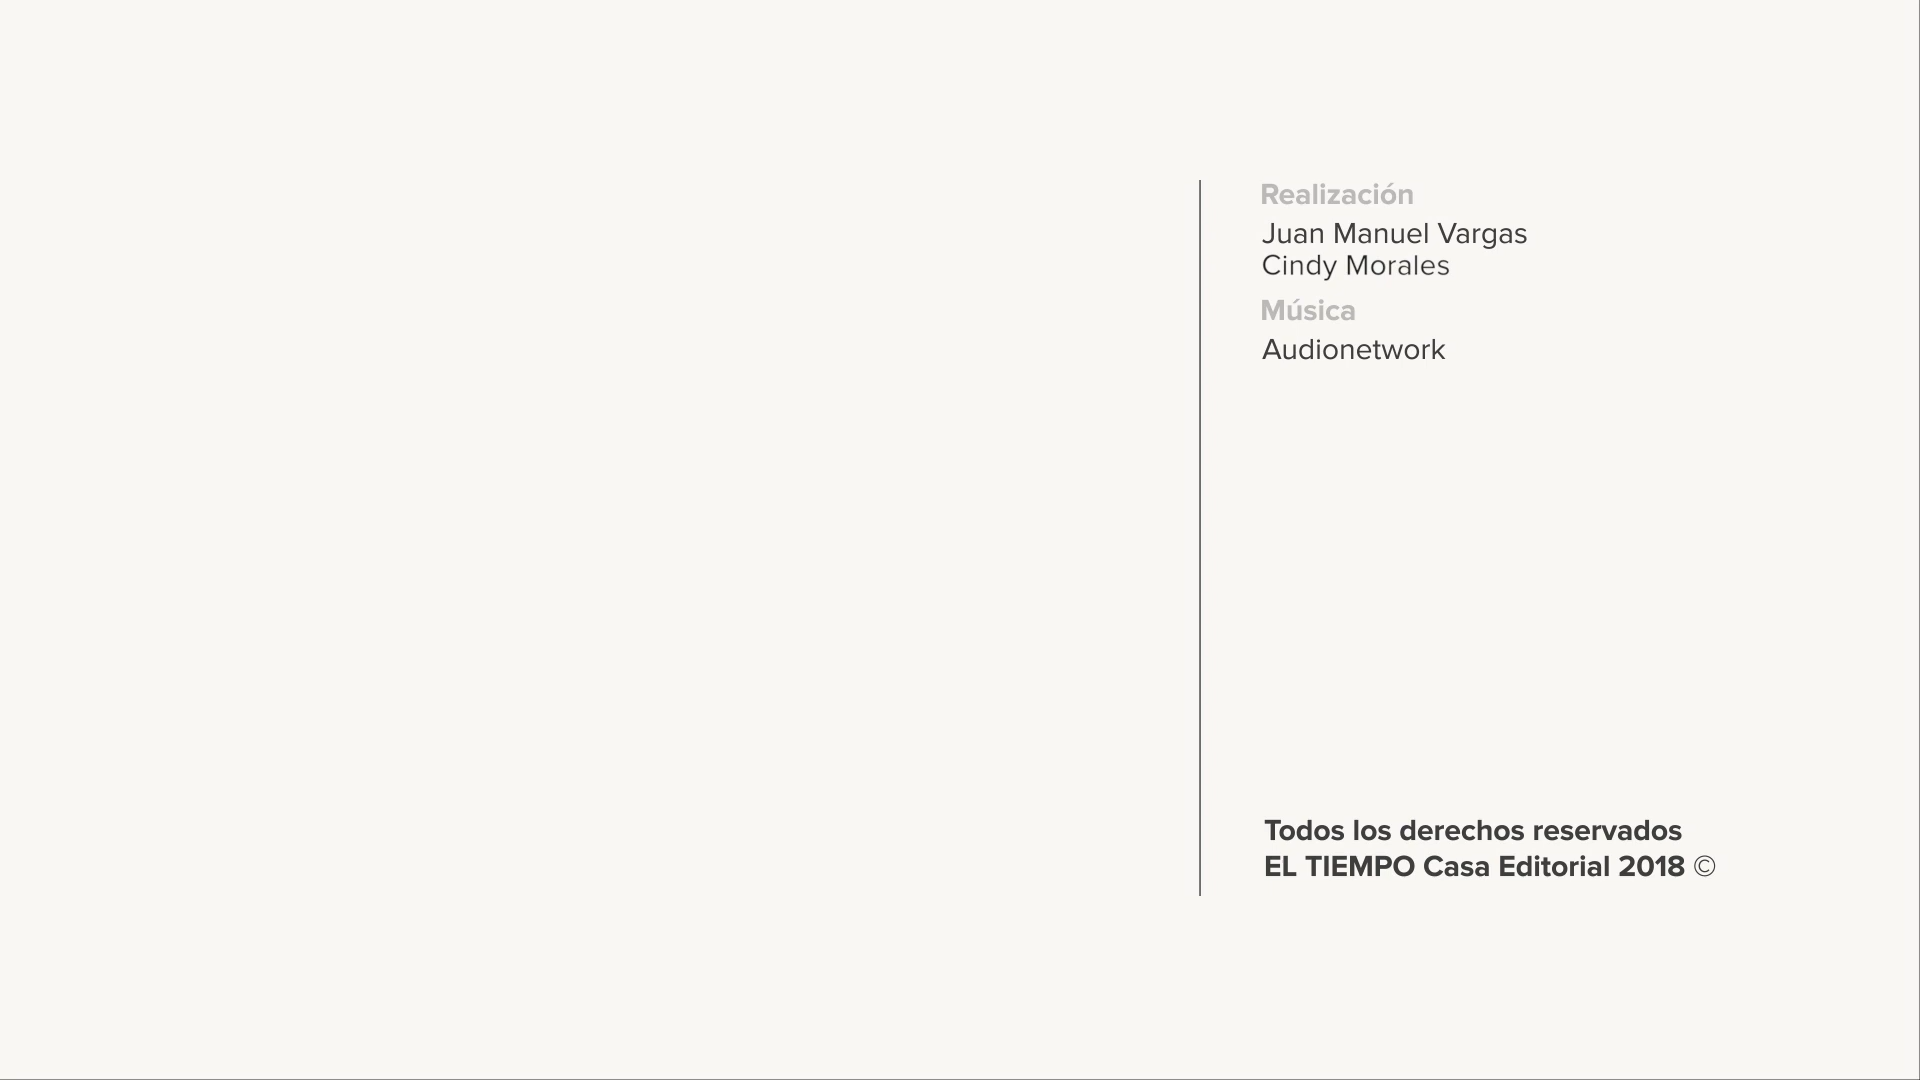 Realización
Juan Manuel Vargas
Cindy Morales
Música
Audionetwork
Todos los derechos reservados
EL TIEMPO Casa Editorial 2018 ©